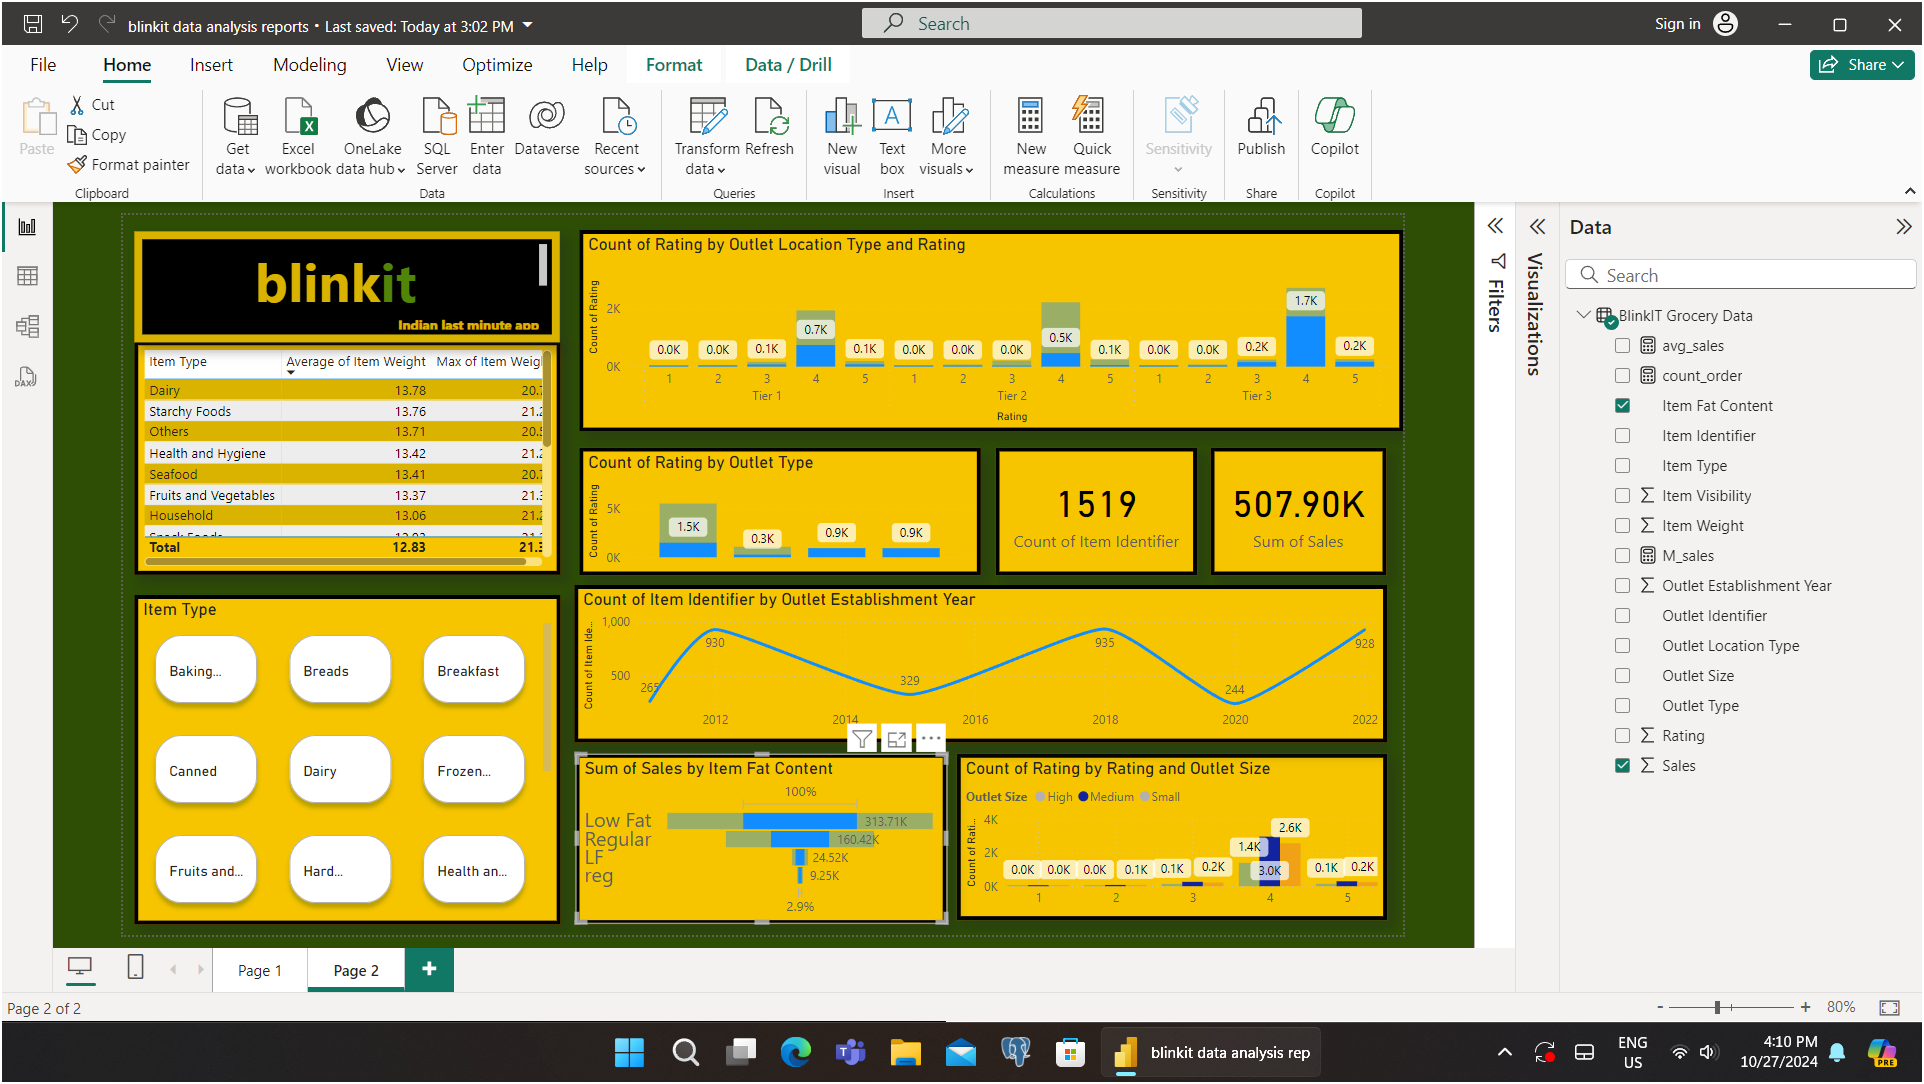 blinkit data analysis reports • Last saved: Today at 3:02 PM
Search
Sign in
File Home Insert Modeling View Optimize Help Format Data / Drill
Share
Paste
Cut
Copy
Format painter
Clipboard
Get data
Excel workbook
OneLake data hub
SQL Server
Enter data
Dataverse
Recent sources
Data
Transform data
Refresh
Queries
New visual
Text box
More visuals
Insert
New measure
Quick measure
Calculations
Sensitivity
Sensitivity
Publish
Share
Copilot
Copilot
blinkit
Indian last minute app
Item Type Average of Item Weight Max of Item Weigl
Dairy 13.78 20.7
Starchy Foods 13.76 21.2
Others 13.71 20.5
Health and Hygiene 13.42 21.2
Seafood 13.41 20.7
Fruits and Vegetables 13.37 21.3
Household 13.06 21.2
Total 12.83 21.3
Item Type
Baking... Breads Breakfast
Canned Dairy Frozen...
Fruits and... Hard... Health an...
Count of Rating by Outlet Location Type and Rating
Count of Rating
2K
0K
0.0K 0.0K 0.1K 0.7K 0.1K 0.0K 0.0K 0.0K 0.5K 0.1K 0.0K 0.0K 0.2K 1.7K 0.2K
1 2 3 4 5 1 2 3 4 5 1 2 3 4 5
Tier 1 Tier 2 Tier 3
Rating
Count of Rating by Outlet Type
Count of Rating
5K
0K
1.5K 0.3K 0.9K 0.9K
1519
Count of Item Identifier
507.90K
Sum of Sales
Count of Item Identifier by Outlet Establishment Year
Count of Item Ide...
1,000
500
265 930 329 935 244 928
2012 2014 2016 2018 2020 2022
Sum of Sales by Item Fat Content
100%
Low Fat 313.71K
Regular 160.42K
LF 24.52K
reg 9.25K
2.9%
Count of Rating by Rating and Outlet Size
Outlet Size High Medium Small
Count of Rati...
4K
2K
0K
0.0K 0.0K 0.0K 0.1K 0.1K 0.2K 1.4K 3.0K 2.6K 0.1K 0.2K
1 2 3 4 5
Filters
Visualizations
Data
Search
BlinkIT Grocery Data
avg_sales
count_order
Item Fat Content
Item Identifier
Item Type
Item Visibility
Item Weight
M_sales
Outlet Establishment Year
Outlet Identifier
Outlet Location Type
Outlet Size
Outlet Type
Rating
Sales
Page 1 Page 2
Page 2 of 2
80%
blinkit data analysis rep
ENG
US
4:10 PM
10/27/2024
PRE